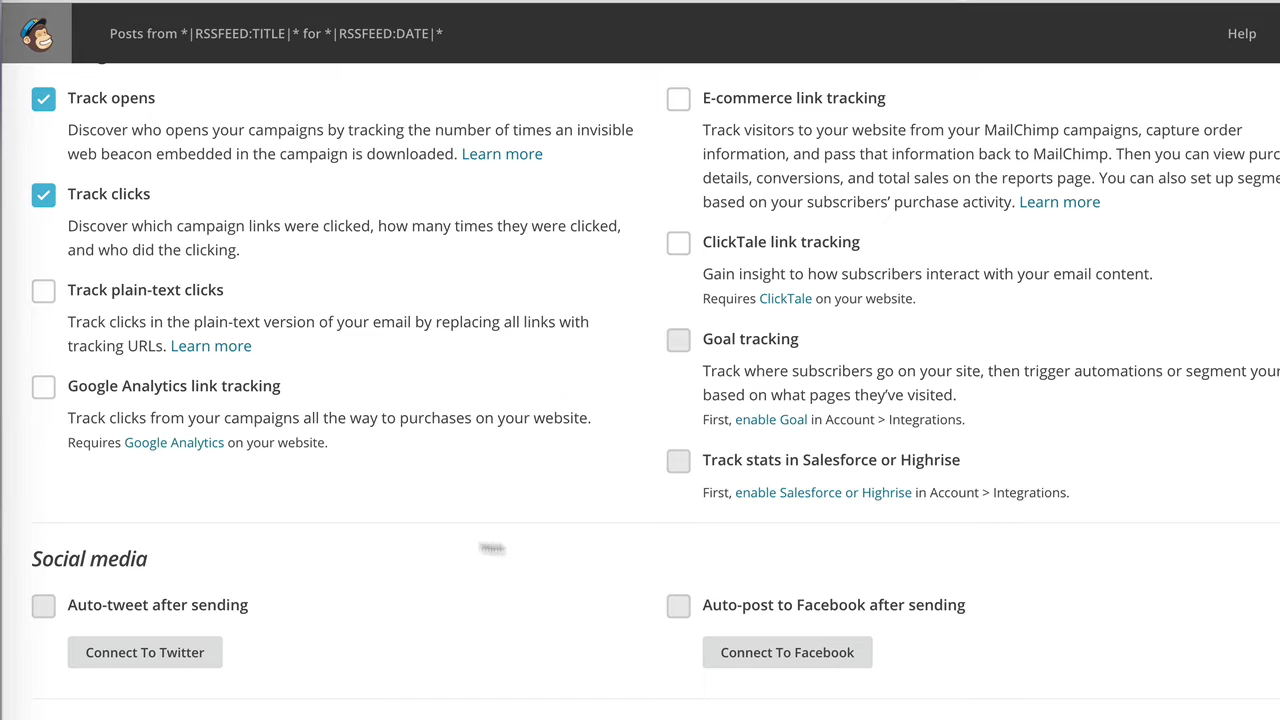 Posts from *|RSSFEED:TITLE|* for *|RSSFEED:DATE|*
Help
Track opens
Discover who opens your campaigns by tracking the number of times an invisible
web beacon embedded in the campaign is downloaded. Learn more
Track clicks
Discover which campaign links were clicked, how many times they were clicked,
and who did the clicking.
Track plain-text clicks
Track clicks in the plain-text version of your email by replacing all links with
tracking URLs. Learn more
Google Analytics link tracking
Track clicks from your campaigns all the way to purchases on your website.
Requires Google Analytics on your website.
E-commerce link tracking
Track visitors to your website from your MailChimp campaigns, capture order
information, and pass that information back to MailChimp. Then you can view purc
details, conversions, and total sales on the reports page. You can also set up segme
based on your subscribers’ purchase activity. Learn more
ClickTale link tracking
Gain insight to how subscribers interact with your email content.
Requires ClickTale on your website.
Goal tracking
Track where subscribers go on your site, then trigger automations or segment your
based on what pages they’ve visited.
First, enable Goal in Account > Integrations.
Track stats in Salesforce or Highrise
First, enable Salesforce or Highrise in Account > Integrations.
Social media
Auto-tweet after sending
Connect To Twitter
Auto-post to Facebook after sending
Connect To Facebook